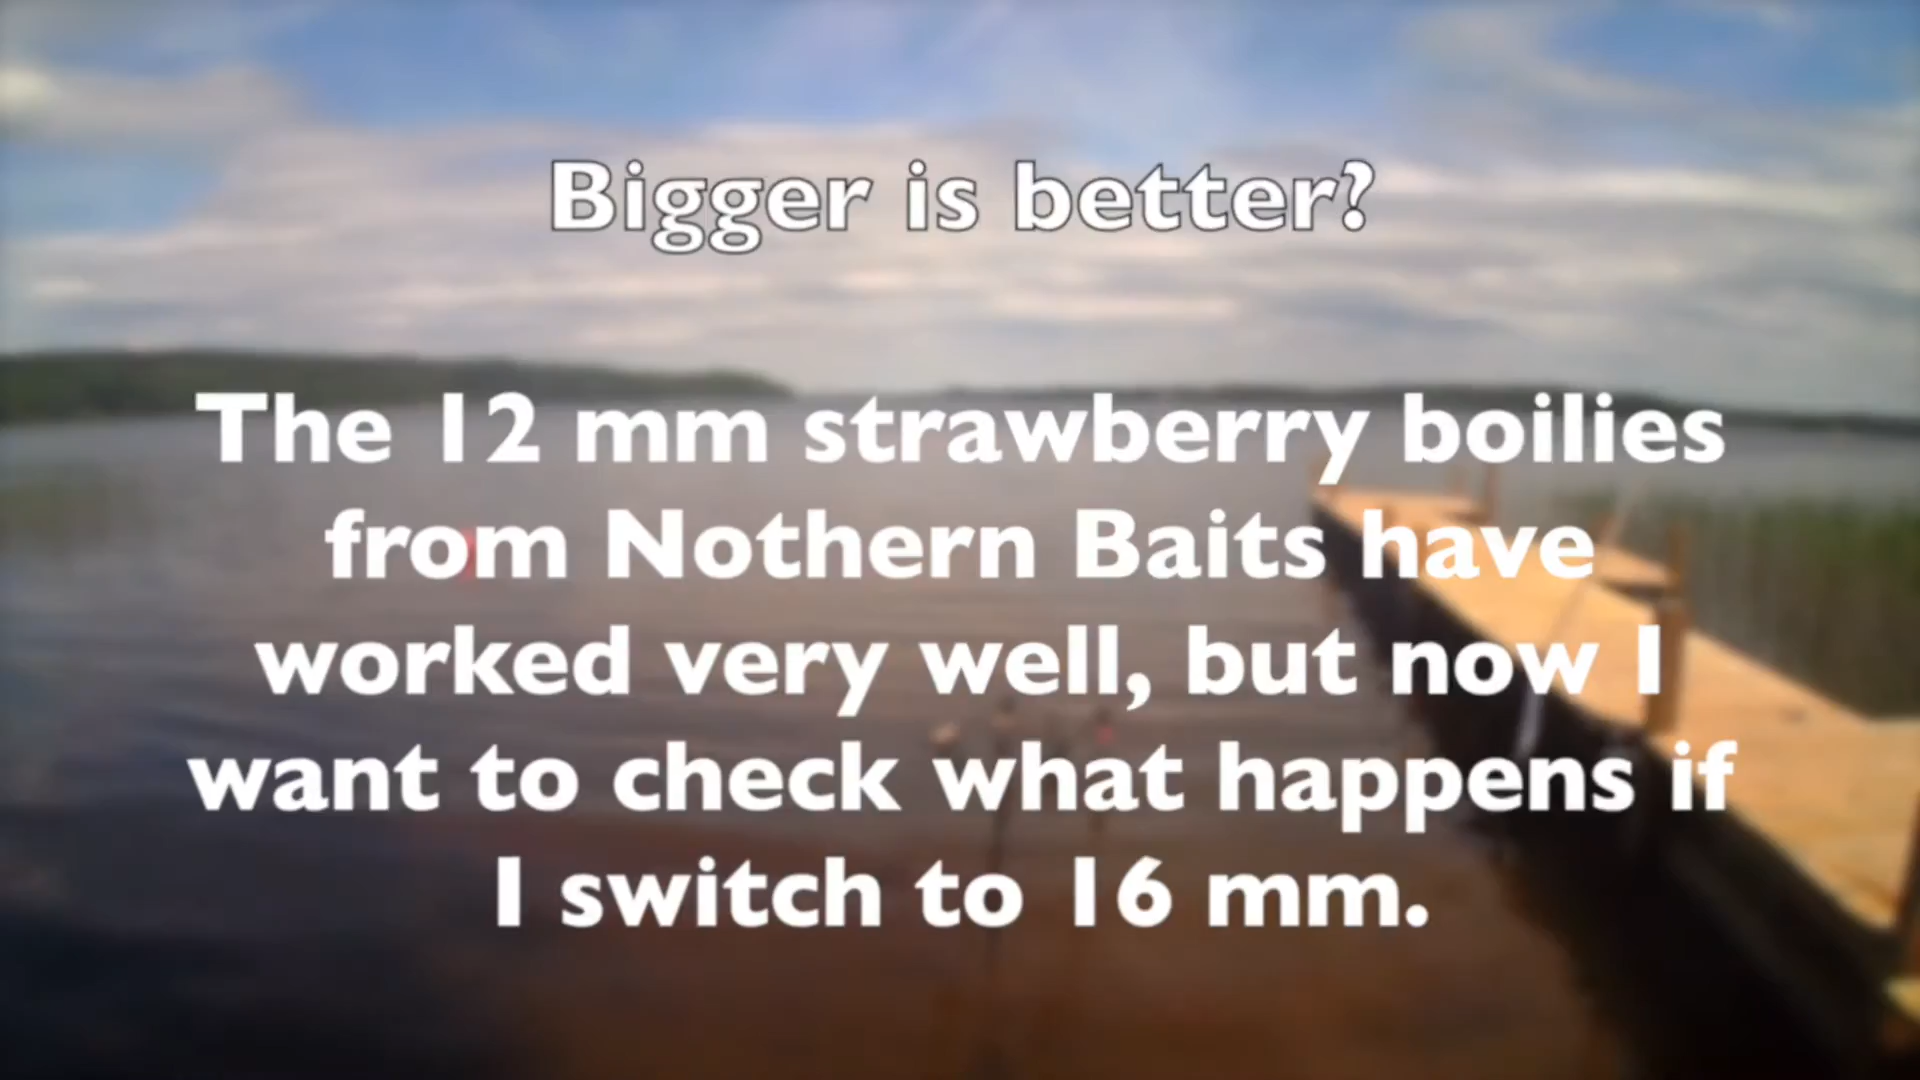 Bigger is better?
The 12 mm strawberry boilies
from Nothern Baits have
worked very well, but now I
want to check what happens if
I switch to 16 mm.